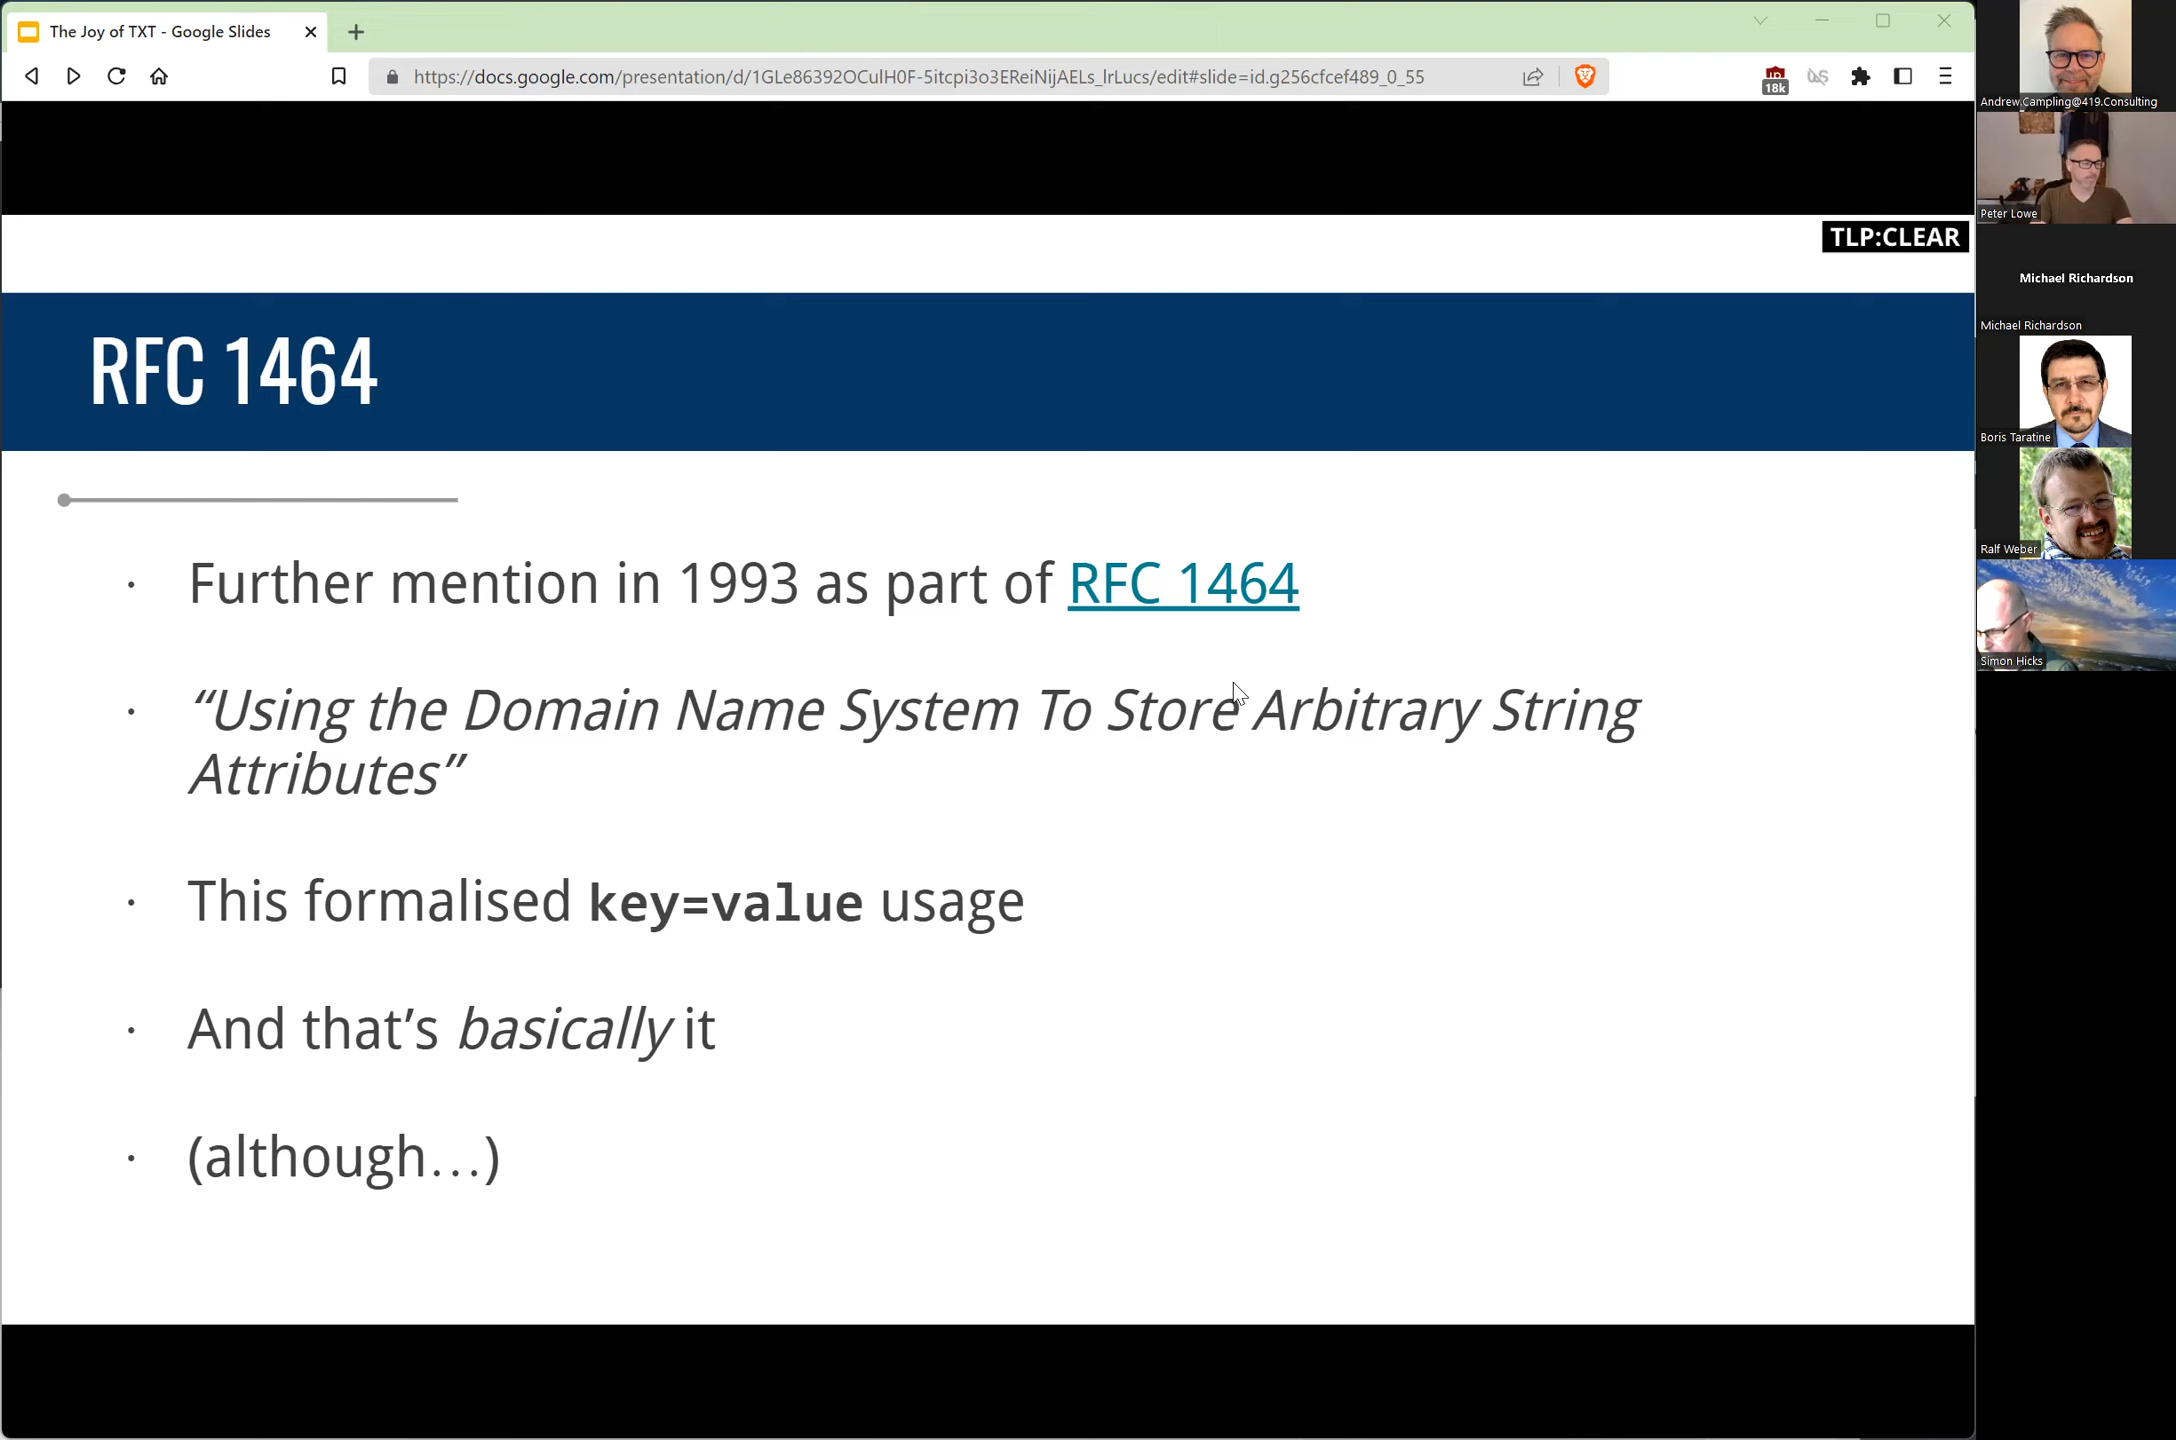 The Joy of TXT - Google Slides
https://docs.google.com/presentation/d/1GLe86392OCulH0F-5itcpi3o3EReiNijAELs_lrLucs/edit#slide=id.g256cfcef489_0_55
18k
TLP:CLEAR
RFC 1464
· Further mention in 1993 as part of RFC 1464
· “Using the Domain Name System To Store Arbitrary String
Attributes”
· This formalised key=value usage
· And that’s basically it
· (although…)
Andrew.Campling@419.Consulting
Peter Lowe
Michael Richardson
Michael Richardson
Boris Taratine
Ralf Weber
Simon Hicks